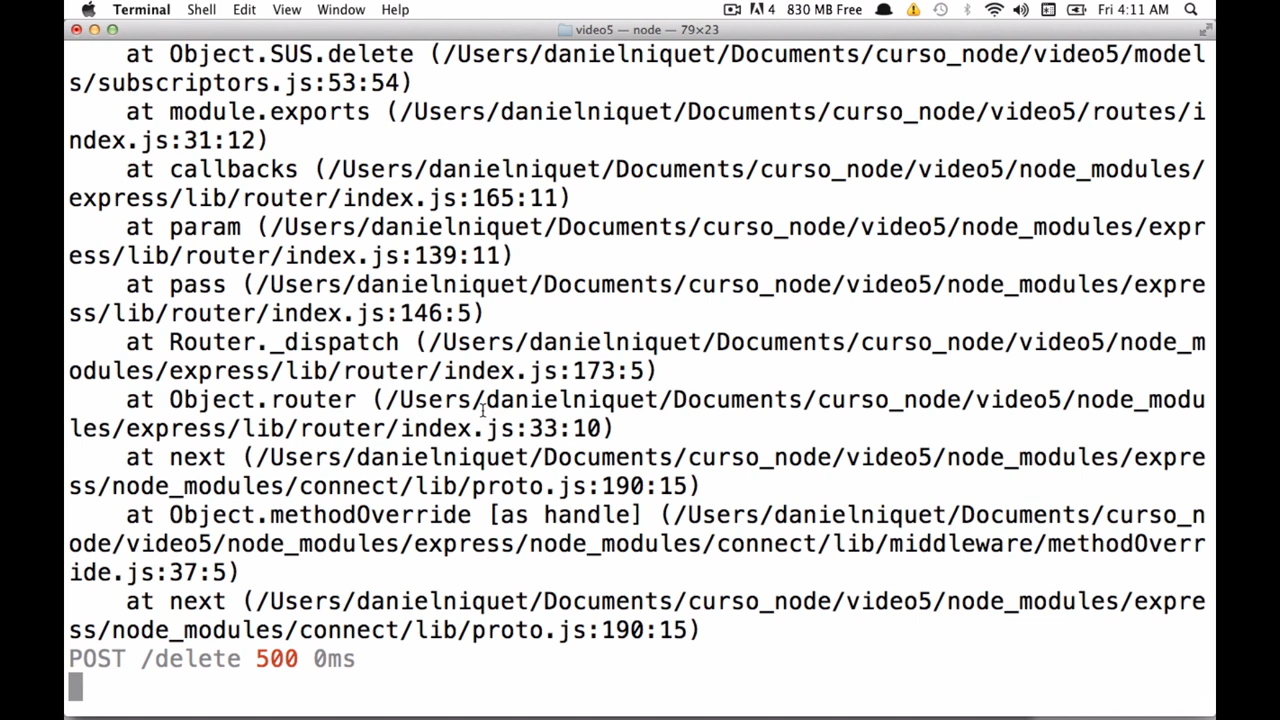 Terminal Shell Edit View Window Help 4 830 MB Free Fri 4:11 AM
video5 — node — 79×23
at Object.SUS.delete (/Users/danielniquet/Documents/curso_node/video5/model
s/subscriptors.js:53:54)
at module.exports (/Users/danielniquet/Documents/curso_node/video5/routes/i
ndex.js:31:12)
at callbacks (/Users/danielniquet/Documents/curso_node/video5/node_modules/
express/lib/router/index.js:165:11)
at param (/Users/danielniquet/Documents/curso_node/video5/node_modules/expr
ess/lib/router/index.js:139:11)
at pass (/Users/danielniquet/Documents/curso_node/video5/node_modules/expre
ss/lib/router/index.js:146:5)
at Router._dispatch (/Users/danielniquet/Documents/curso_node/video5/node_m
odules/express/lib/router/index.js:173:5)
at Object.router (/Users/danielniquet/Documents/curso_node/video5/node_modu
les/express/lib/router/index.js:33:10)
at next (/Users/danielniquet/Documents/curso_node/video5/node_modules/expre
ss/node_modules/connect/lib/proto.js:190:15)
at Object.methodOverride [as handle] (/Users/danielniquet/Documents/curso_n
ode/video5/node_modules/express/node_modules/connect/lib/middleware/methodOverr
ide.js:37:5)
at next (/Users/danielniquet/Documents/curso_node/video5/node_modules/expre
ss/node_modules/connect/lib/proto.js:190:15)
POST /delete 500 0ms